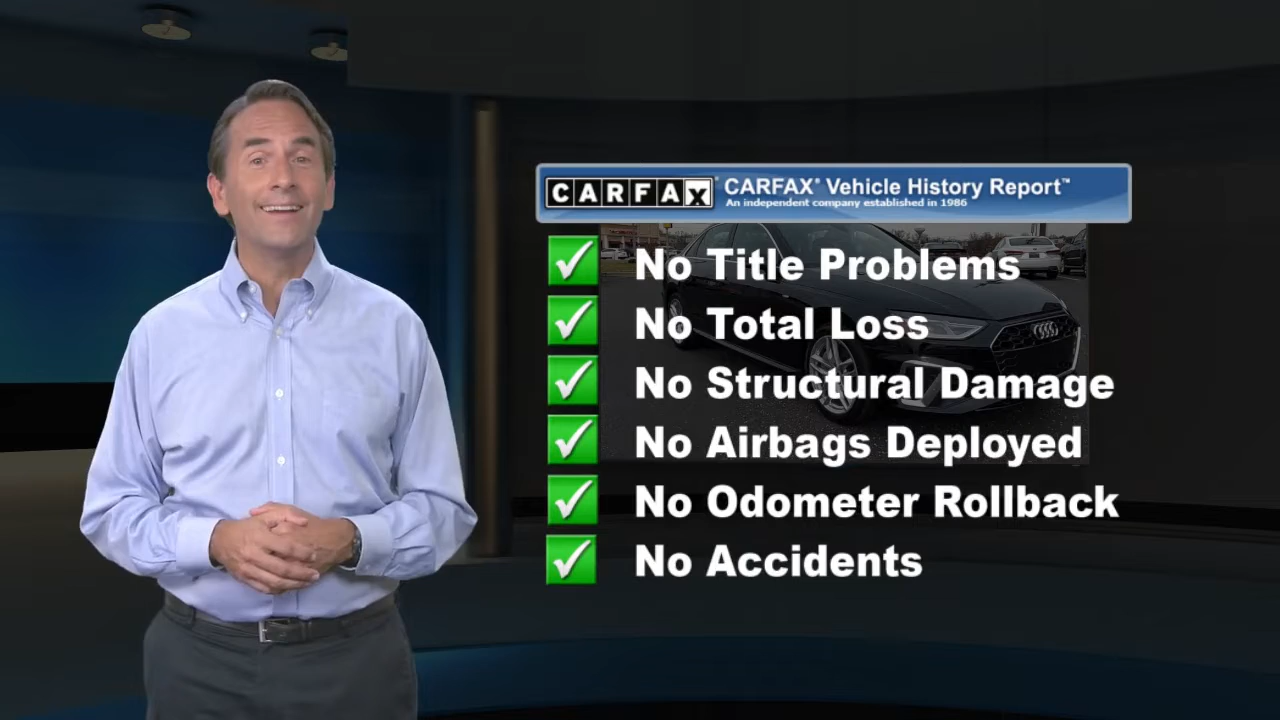 CARFAX® CARFAX® Vehicle History Report™
An independent company established in 1986
No Title Problems
No Total Loss
No Structural Damage
No Airbags Deployed
No Odometer Rollback
No Accidents